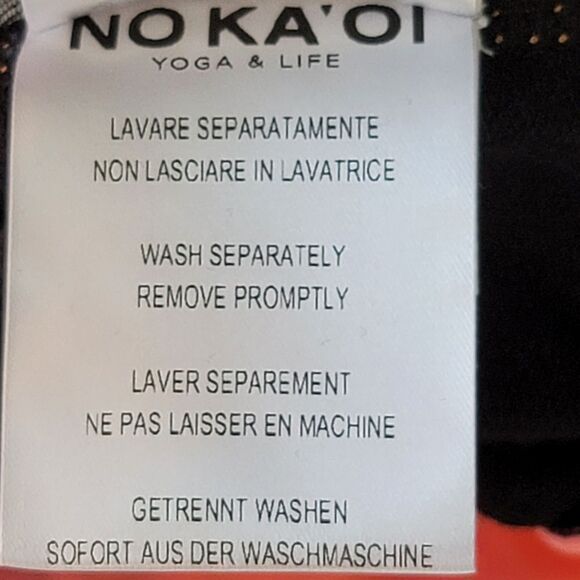 NO KA'OI
YOGA & LIFE
LAVARE SEPARATAMENTE
NON LASCIARE IN LAVATRICE
WASH SEPARATELY
REMOVE PROMPTLY
LAVER SEPAREMENT
NE PAS LAISSER EN MACHINE
GETRENNT WASHEN
SOFORT AUS DER WASCHMASCHINE